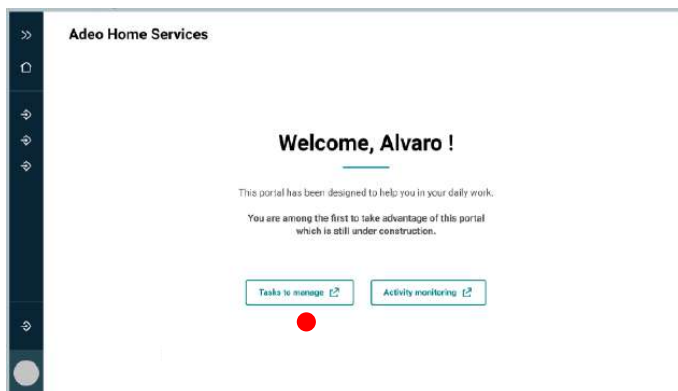 Adeo Home Services
Welcome, Alvaro !
This portal has been designed to help you in your daily work.
You are among the first to take advantage of this portal
which is still under construction.
Tasks to manage
Activity monitoring